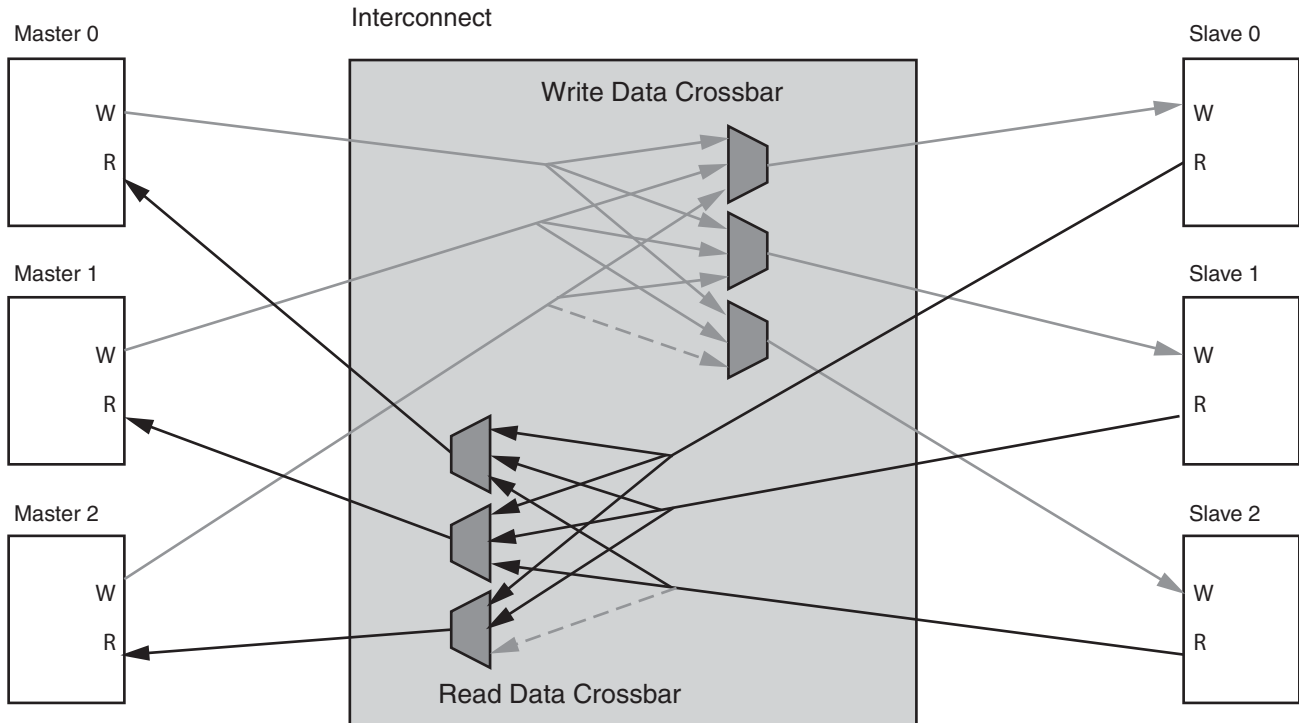 Interconnect
Master 0
W
R
Master 1
W
R
Master 2
W
R
Write Data Crossbar
Read Data Crossbar
Slave 0
W
R
Slave 1
W
R
Slave 2
W
R